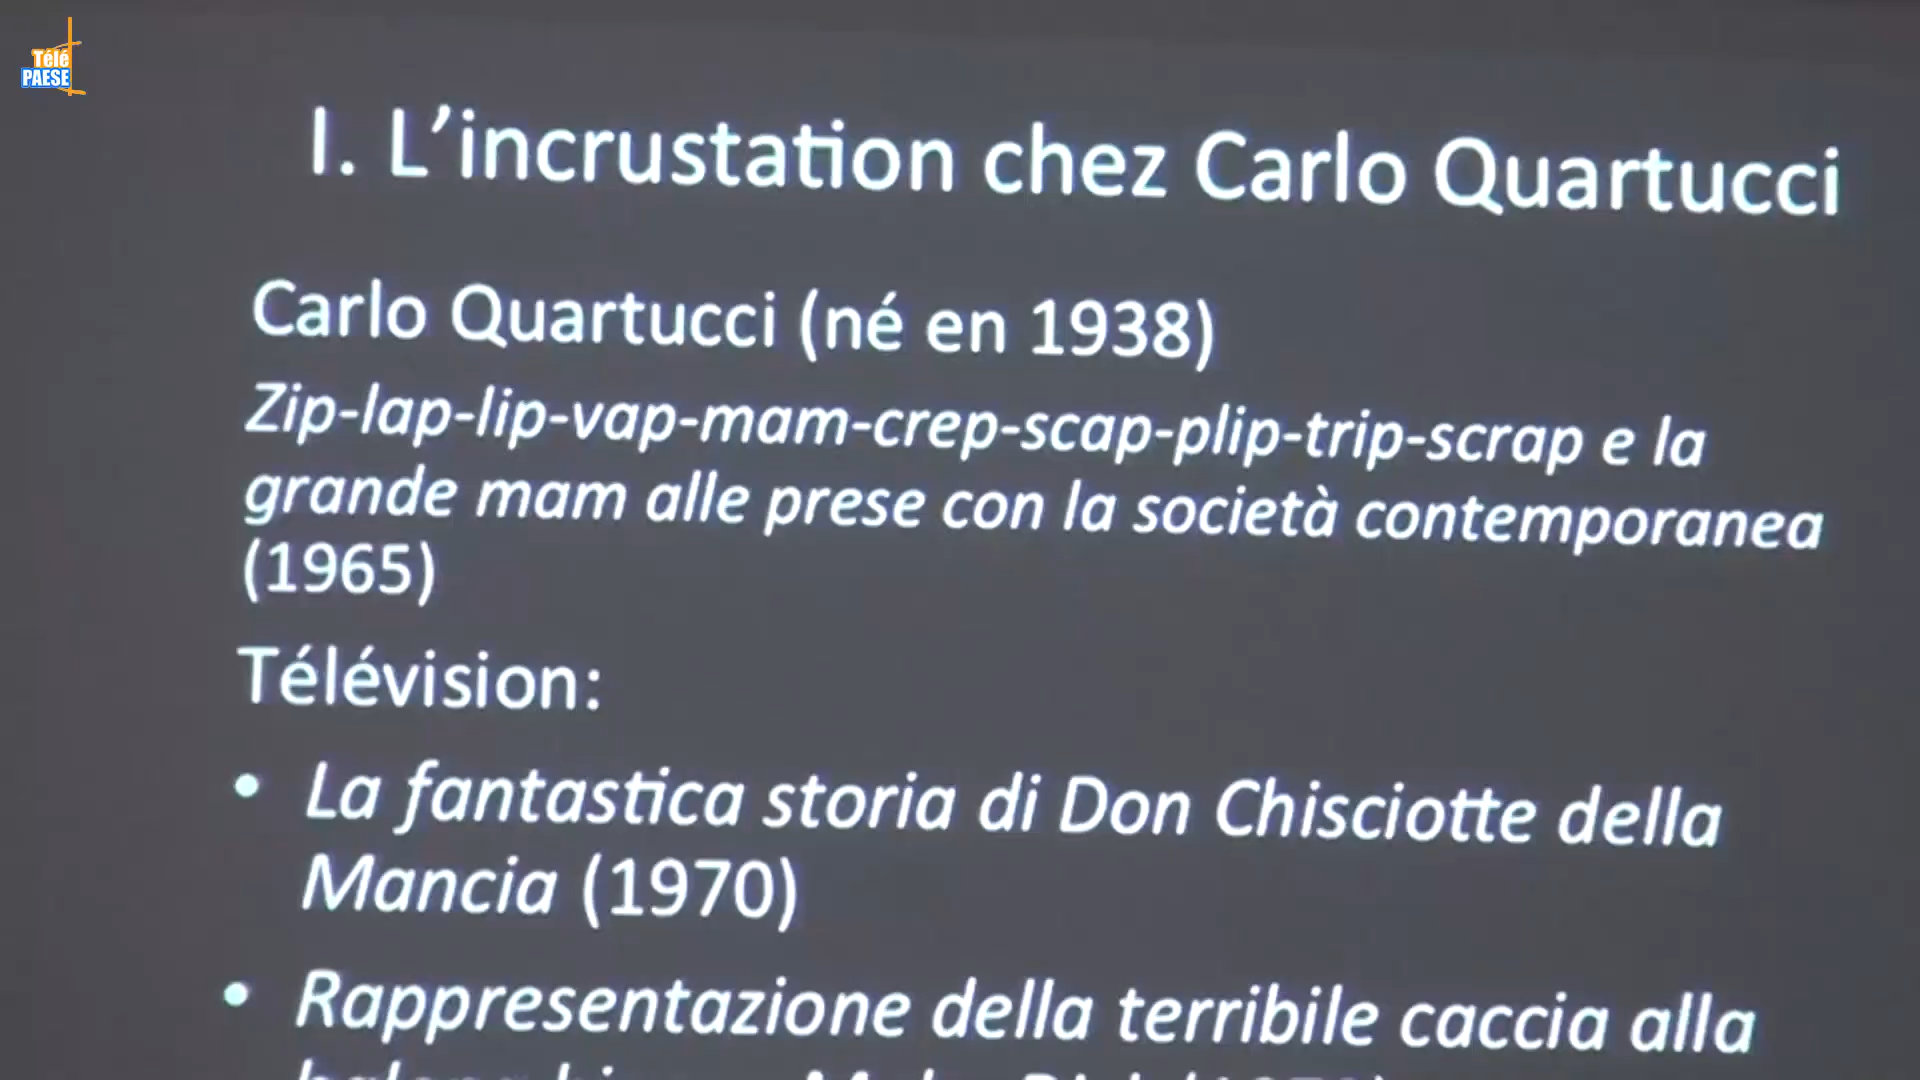 Télé
PAESE
I. L’incrustation chez Carlo Quartucci
Carlo Quartucci (né en 1938)
Zip-lap-lip-vap-mam-crep-scap-plip-trip-scrap e la
grande mam alle prese con la società contemporanea
(1965)
Télévision:
• La fantastica storia di Don Chisciotte della
Mancia (1970)
• Rappresentazione della terribile caccia alla